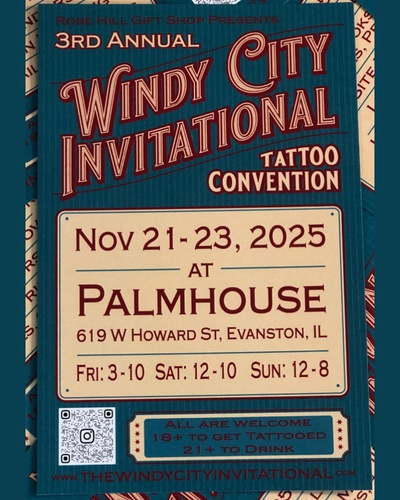 Rose Hill Gift Shop Presents
3rd Annual
Windy City
Invitational
Tattoo
Convention
Nov 21-23, 2025
at
Palmhouse
619 W Howard St, Evanston, IL
Fri: 3-10 Sat: 12-10 Sun: 12-8
All are welcome
18+ to get Tattooed
21+ to Drink
www.thewindycityinvitational.com